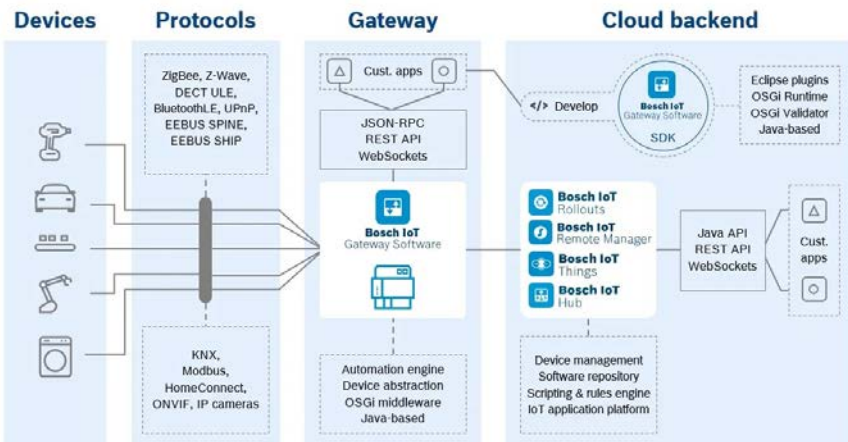 Devices
Protocols
Gateway
Cloud backend
ZigBee, Z-Wave,
DECT ULE,
BluetoothLE, UPnP,
EEBUS SPINE,
EEBUS SHIP
KNX,
Modbus,
HomeConnect,
ONVIF, IP cameras
Cust. apps
JSON-RPC
REST API
WebSockets
Bosch IoT
Gateway Software
Automation engine
Device abstraction
OSGi middleware
Java-based
</> Develop
Bosch IoT
Gateway Software
SDK
Eclipse plugins
OSGi Runtime
OSGi Validator
Java-based
Bosch IoT
Rollouts
Bosch IoT
Remote Manager
Bosch IoT
Things
Bosch IoT
Hub
Java API
REST API
WebSockets
Cust.
apps
Device management
Software repository
Scripting & rules engine
IoT application platform